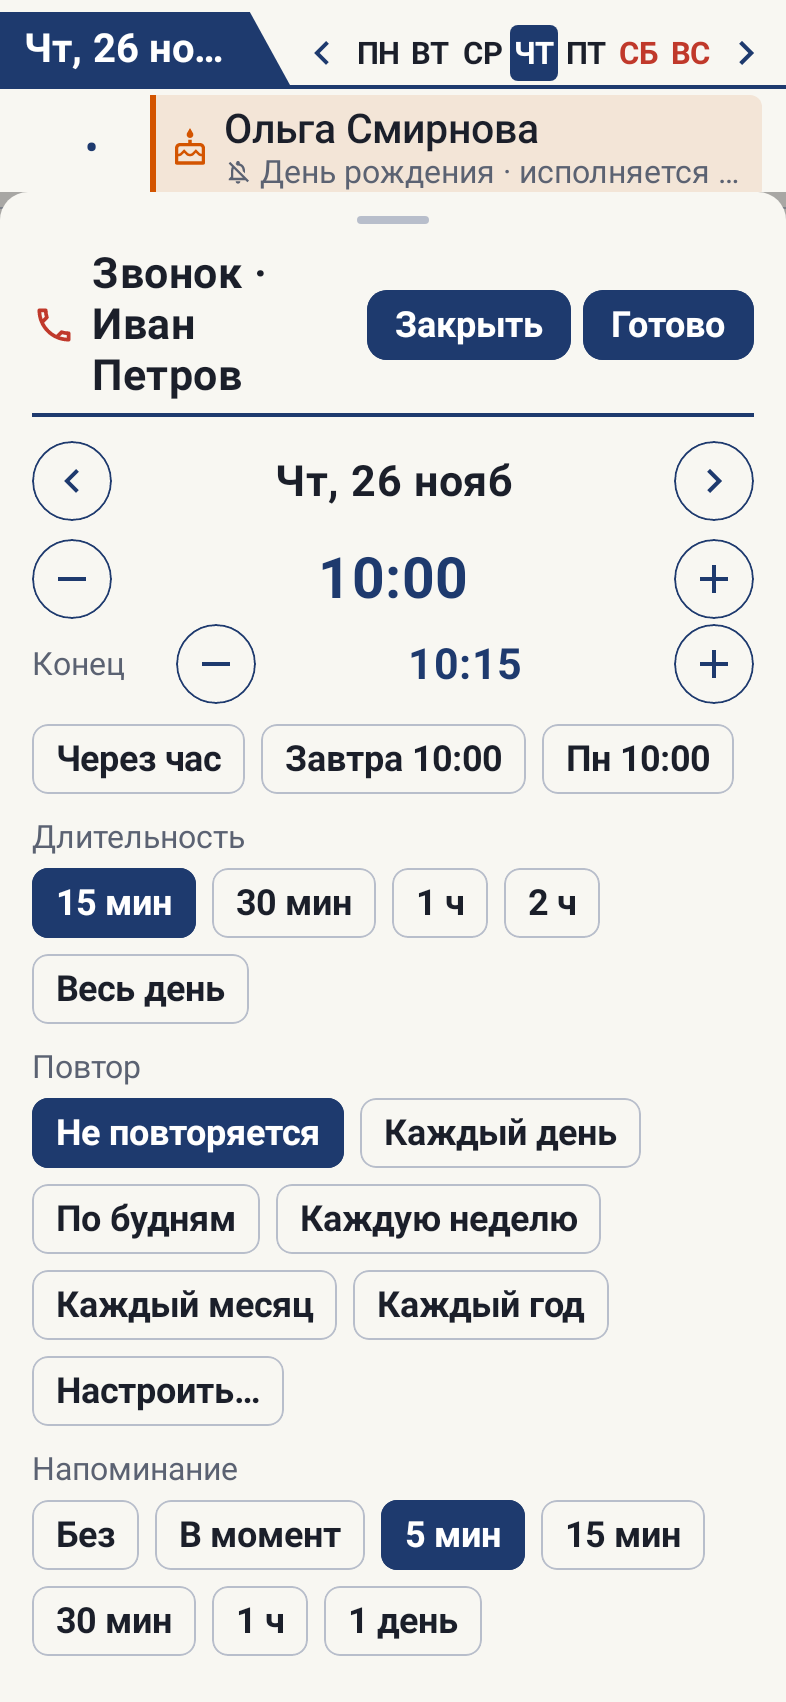 Чт, 26 но...
ПН ВТ СР ЧТ ПТ СБ ВС
Ольга Смирнова
День рождения · исполняется ...
Звонок ·
Иван
Петров
Закрыть
Готово
Чт, 26 нояб
10:00
Конец
10:15
Через час
Завтра 10:00
Пн 10:00
Длительность
15 мин
30 мин
1 ч
2 ч
Весь день
Повтор
Не повторяется
Каждый день
По будням
Каждую неделю
Каждый месяц
Каждый год
Настроить...
Напоминание
Без
В момент
5 мин
15 мин
30 мин
1 ч
1 день